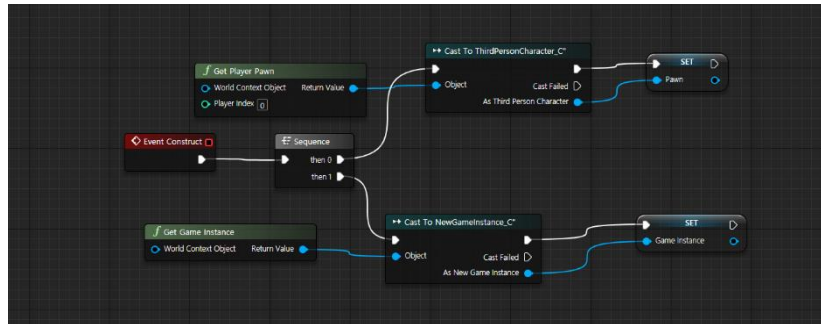 Cast To ThirdPersonCharacter_C"
Object
Cast Failed
As Third Person Character
SET
Pawn
f Get Player Pawn
World Context Object Return Value
Player Index 0
Event Construct
Sequence
then 0
then 1
Cast To NewGameInstance_C"
Object
Cast Failed
As New Game Instance
SET
Game Instance
f Get Game Instance
World Context Object Return Value